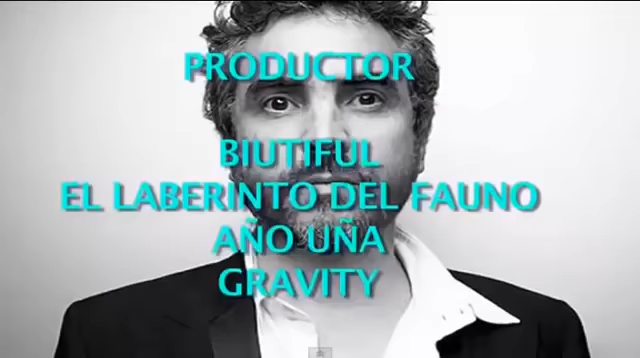 PRODUCTOR
BIUTIFUL
EL LABERINTO DEL FAUNO
AÑO UÑA
GRAVITY